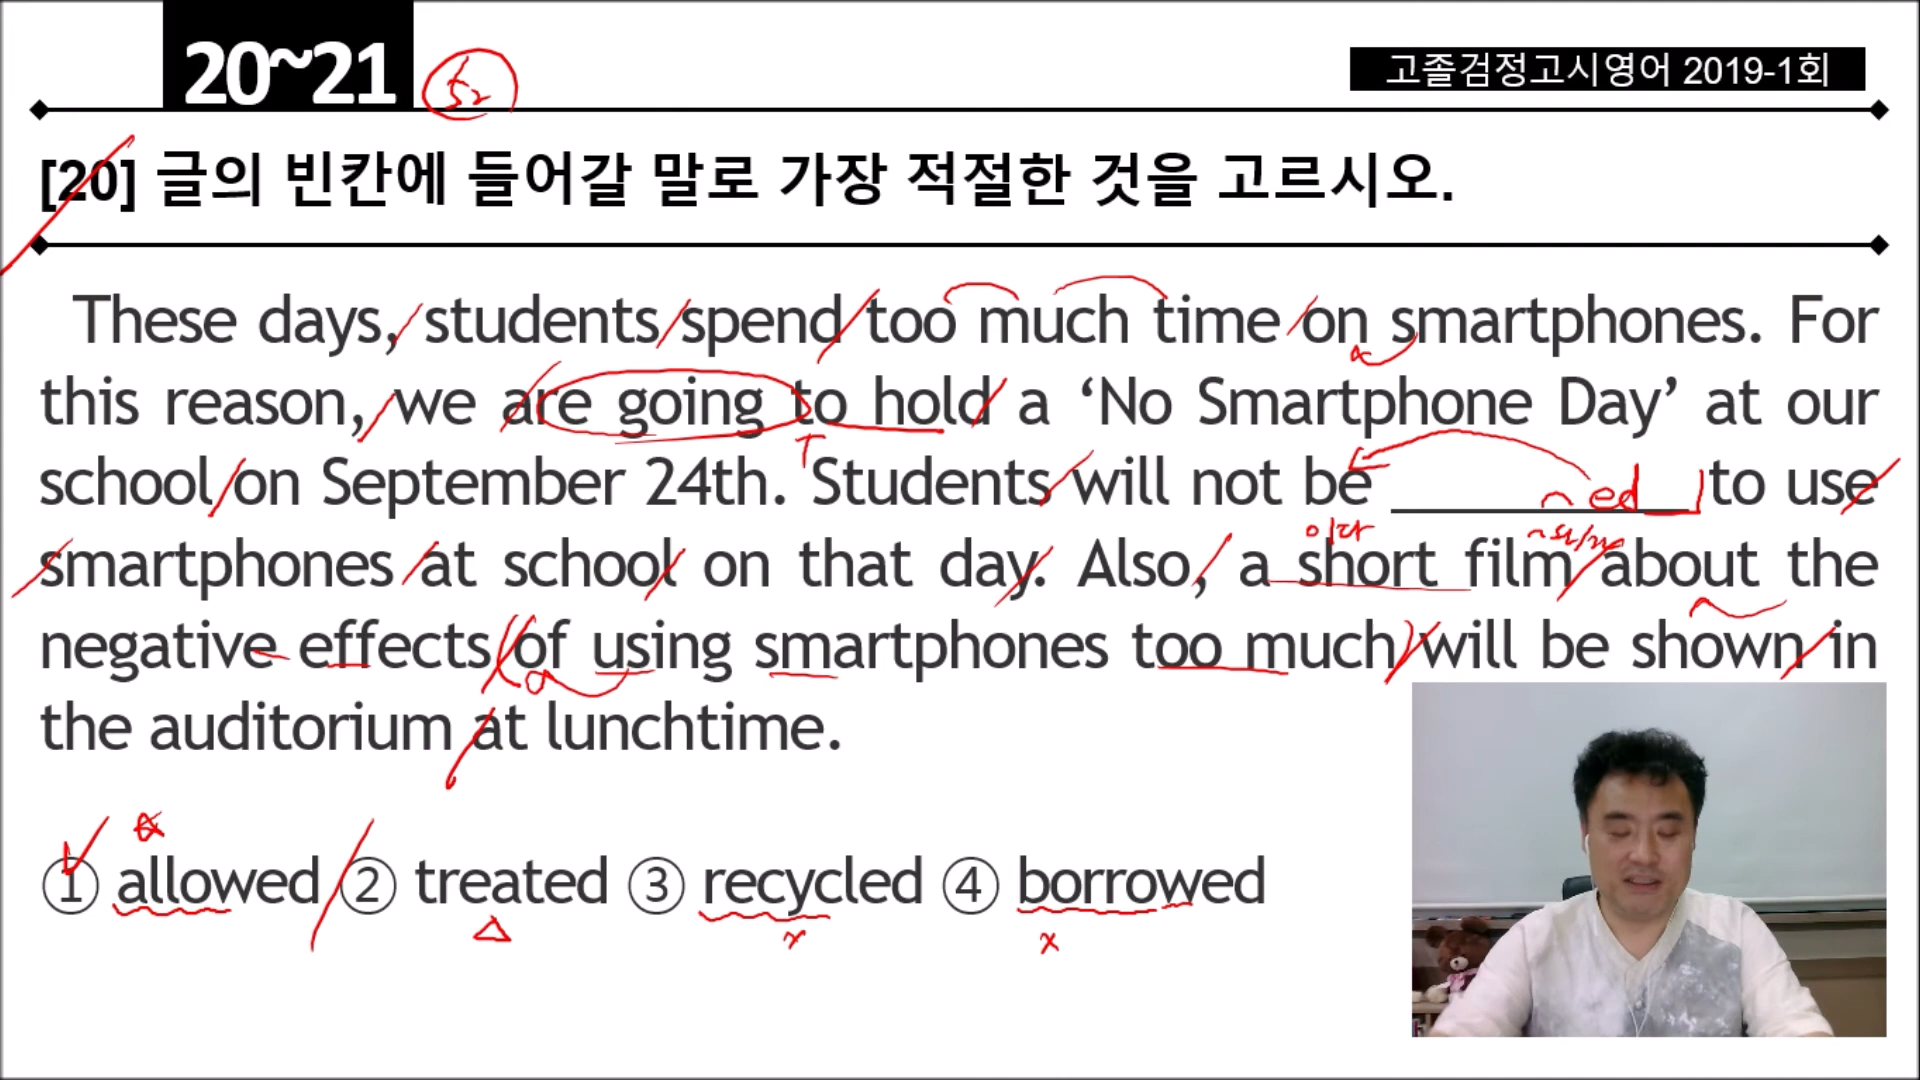 20~21
고졸검정고시영어 2019-1회
[20] 글의 빈칸에 들어갈 말로 가장 적절한 것을 고르시오.
These days, students spend too much time on smartphones. For
this reason, we are going to hold a ‘No Smartphone Day’ at our
school on September 24th. Students will not be ________ to use
ed
이다
smartphones at school on that day. Also, a short film about the
negative effects of using smartphones too much will be shown in
the auditorium at lunchtime.
① allowed ② treated ③ recycled ④ borrowed